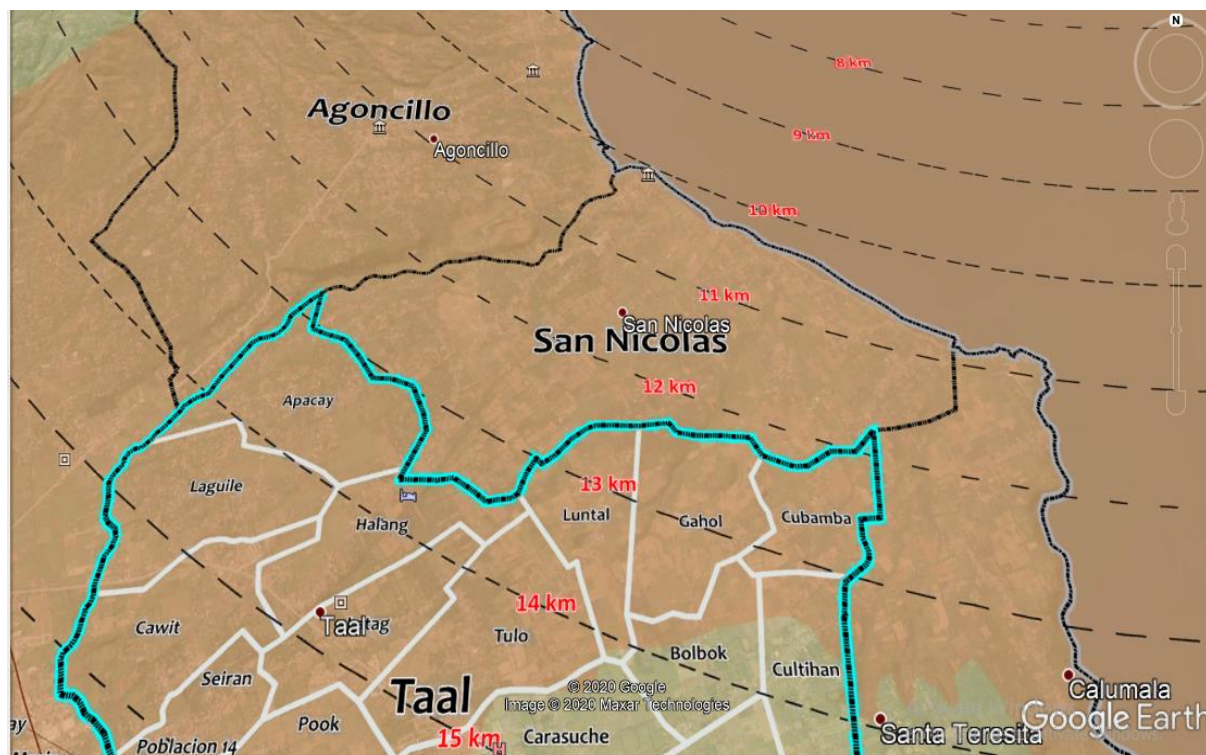 N
8 km
Agoncillo
9 km
Agoncillo
10 km
11 km
San Nicolas
San Nicolas
12 km
Apacay
13 km
Laguile
Luntal
Halang
Gahol
Cubamba
14 km
Taal
Cawit
Tulo
Bolbok
Seiran
Cultihan
Calumala
© 2020 Google
Image © 2020 Maxar Technologies
Taal
Pook
Santa Teresita
Google Earth
15 km
Carasuche
Poblacion 14